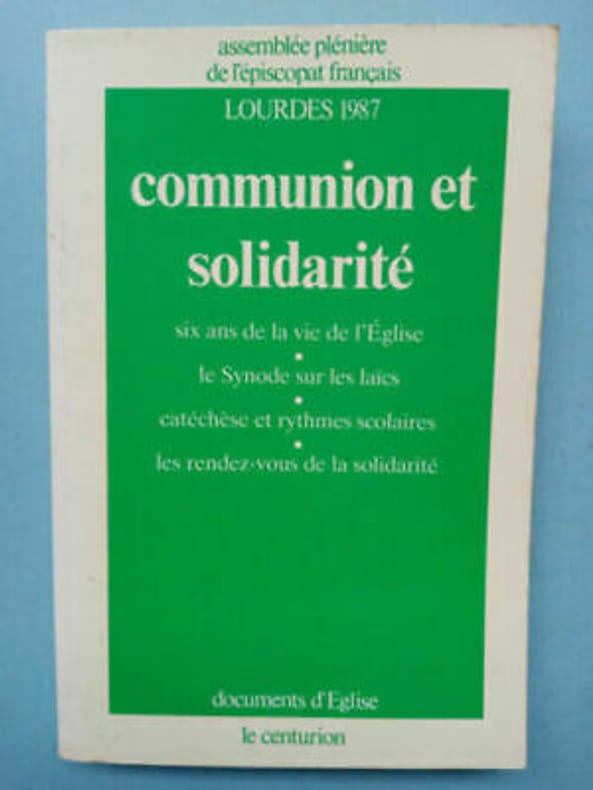 assemblée plénière
de l'épiscopat français
LOURDES 1987
communion et
solidarité
six ans de la vie de l'Église
•
le Synode sur les laïcs
•
catéchèse et rythmes scolaires
•
les rendez-vous de la solidarité
documents d'Eglise
le centurion